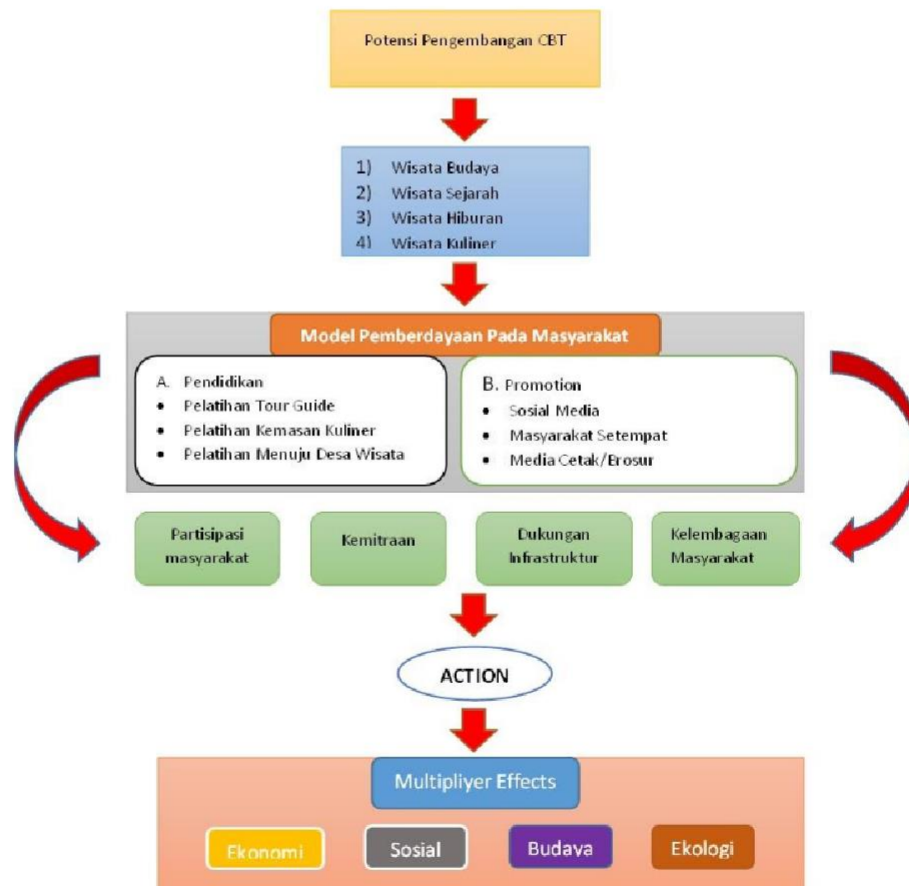 Potensi Pengembangan CBT
1) Wisata Budaya
2) Wisata Sejarah
3) Wisata Hiburan
4) Wisata Kuliner
Model Pemberdayaan Pada Masyarakat
A. Pendidikan
• Pelatihan Tour Guide
• Pelatihan Kemasan Kuliner
• Pelatihan Menuju Desa Wisata
B. Promotion
• Sosial Media
• Masyarakat Setempat
• Media Cetak/Brosur
Partisipasi
masyarakat
Kemitraan
Dukungan
Infrastruktur
Kelembagaan
Masyarakat
ACTION
Multipliyer Effects
Ekonomi
Sosial
Budaya
Ekologi